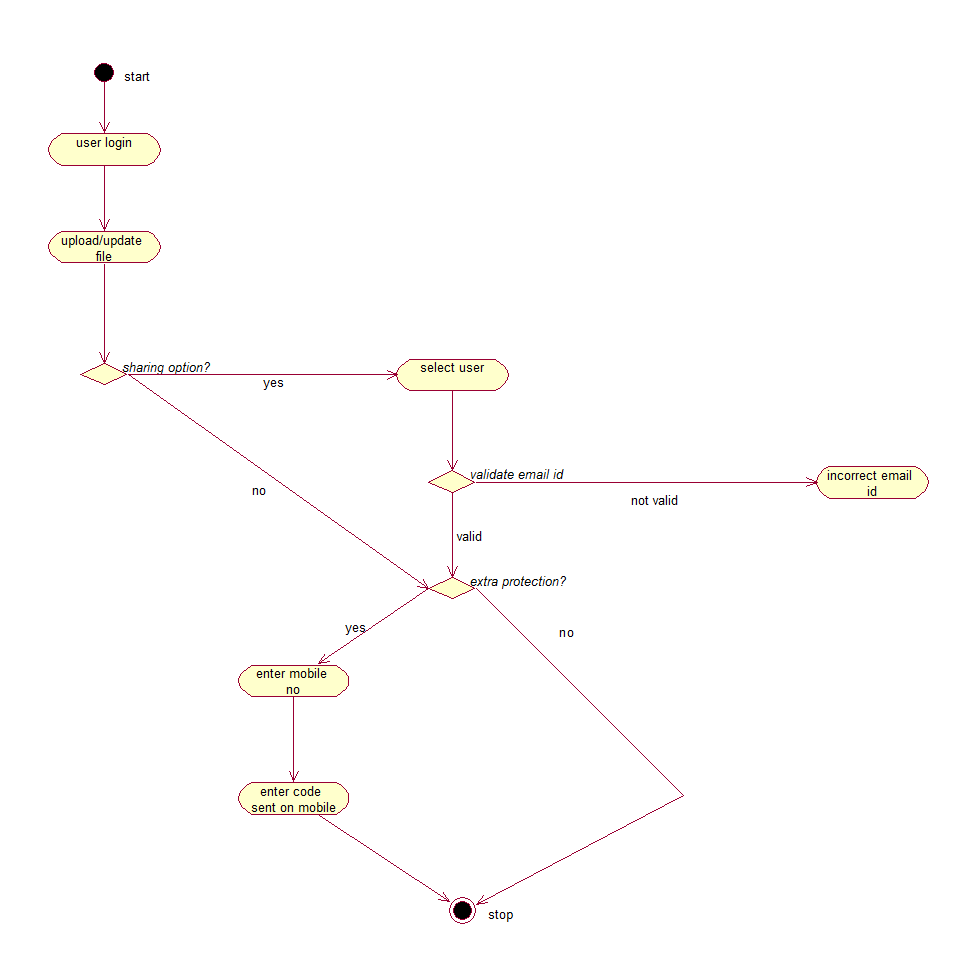 start
user login
upload/update
file
sharing option?
yes
select user
no
validate email id
not valid
incorrect email
id
valid
extra protection?
yes
no
enter mobile
no
enter code
sent on mobile
stop